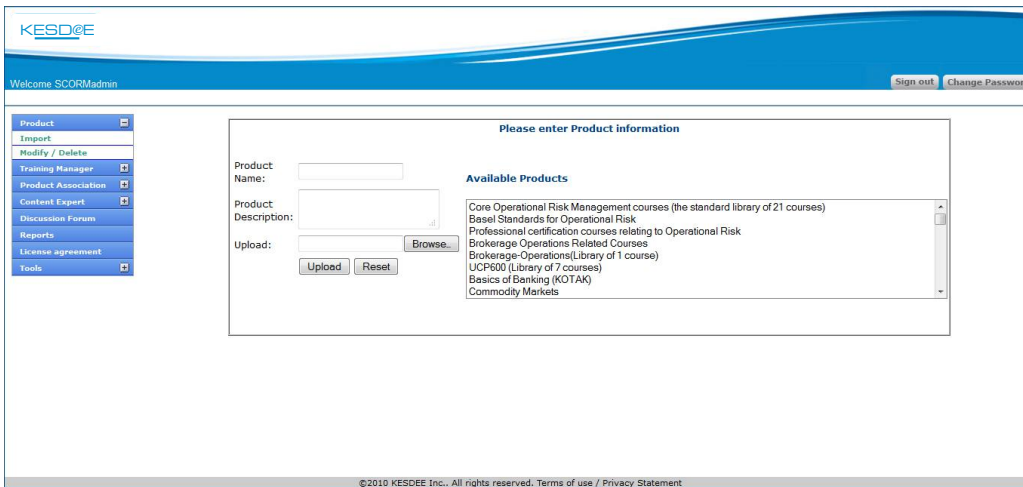 KESD@E
Welcome SCORMadmin
Sign out
Change Passwor
Product
Import
Modify / Delete
Training Manager
Product Association
Content Expert
Discussion Forum
Reports
License agreement
Tools
Please enter Product information
Product
Name:
Product
Description:
Upload:
Browse..
Upload
Reset
Available Products
Core Operational Risk Management courses (the standard library of 21 courses)
Basel Standards for Operational Risk
Professional certification courses relating to Operational Risk
Brokerage Operations Related Courses
Brokerage-Operations(Library of 1 course)
UCP600 (Library of 7 courses)
Basics of Banking (KOTAK)
Commodity Markets
©2010 KESDEE Inc.. All rights reserved. Terms of use / Privacy Statement